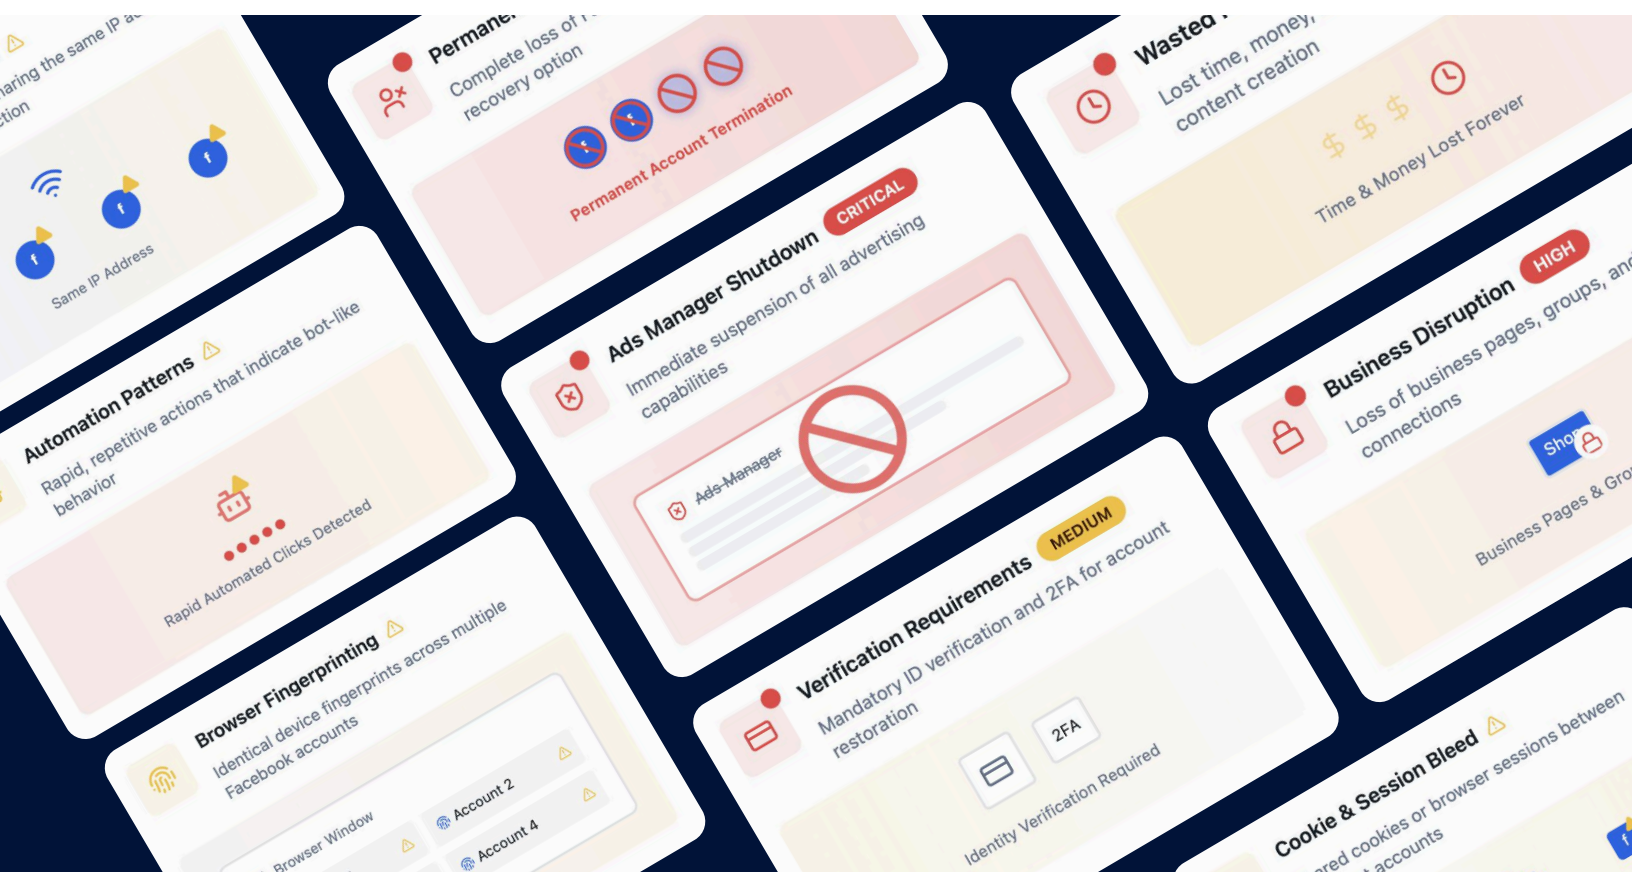 haring the same IP a
ction
Same IP Address
Automation Patterns
Rapid, repetitive actions that indicate bot-like
behavior
Rapid Automated Clicks Detected
Browser Fingerprinting
Identical device fingerprints across multiple
Facebook accounts
Browser Window
Account 2
Account 4
Permane
Complete loss of
recovery option
Permanent Account Termination
Ads Manager Shutdown
CRITICAL
Immediate suspension of all advertising
capabilities
Ads Manager
Verification Requirements
MEDIUM
Mandatory ID verification and 2FA for account
restoration
2FA
Identity Verification Required
Wasted
Lost time, money,
content creation
$ $ $
Time & Money Lost Forever
Business Disruption
HIGH
Loss of business pages, groups, and
connections
Shop
Business Pages & Gro
Cookie & Session Bleed
ared cookies or browser sessions between
accounts